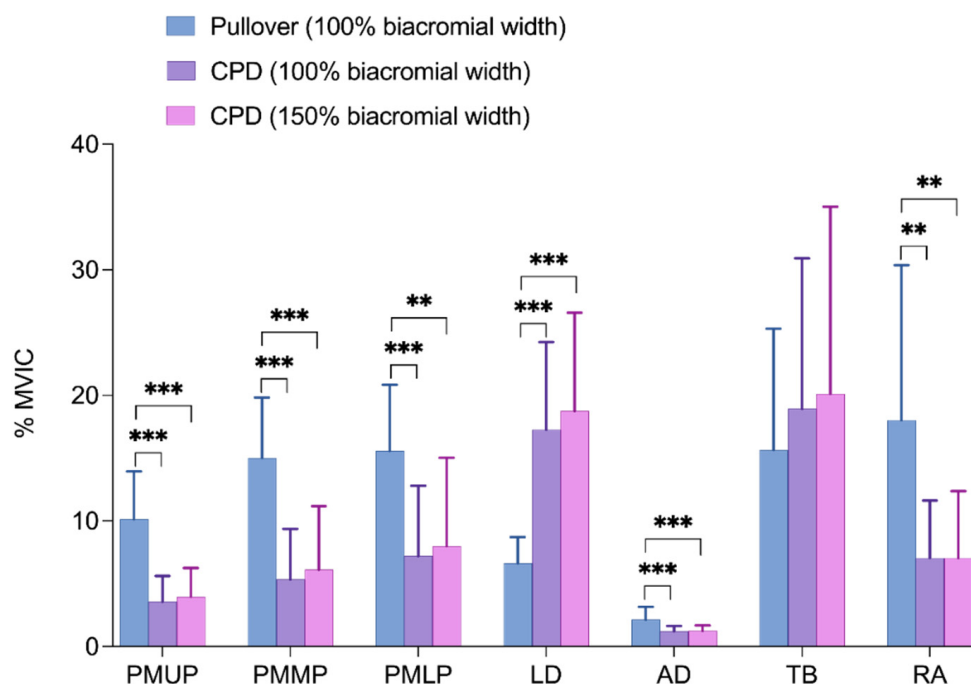 Pullover (100% biacromial width)
CPD (100% biacromial width)
CPD (150% biacromial width)
% MVIC
40
30
20
10
0
*** ***
*** ***
*** **
*** ***
*** ***
** **
PMUP PMMP PMLP LD AD TB RA